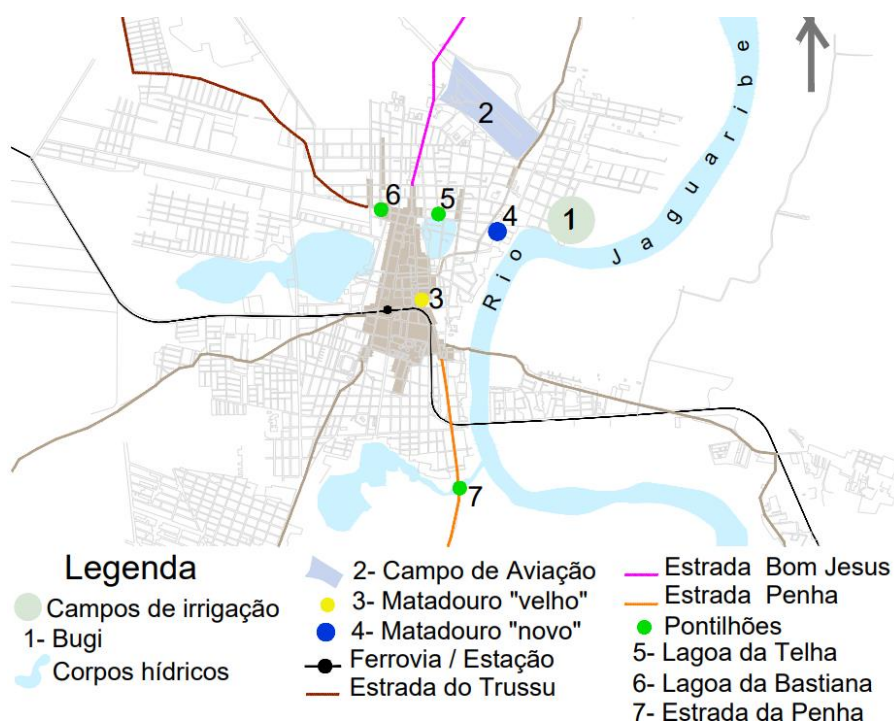 2
6
5
4
1
Rio Jaguaribe
3
7
Legenda
Campos de irrigação
1- Bugi
Corpos hídricos
2- Campo de Aviação
3- Matadouro "velho"
4- Matadouro "novo"
Ferrovia / Estação
Estrada do Trussu
Estrada Bom Jesus
Estrada Penha
Pontilhões
5- Lagoa da Telha
6- Lagoa da Bastiana
7- Estrada da Penha